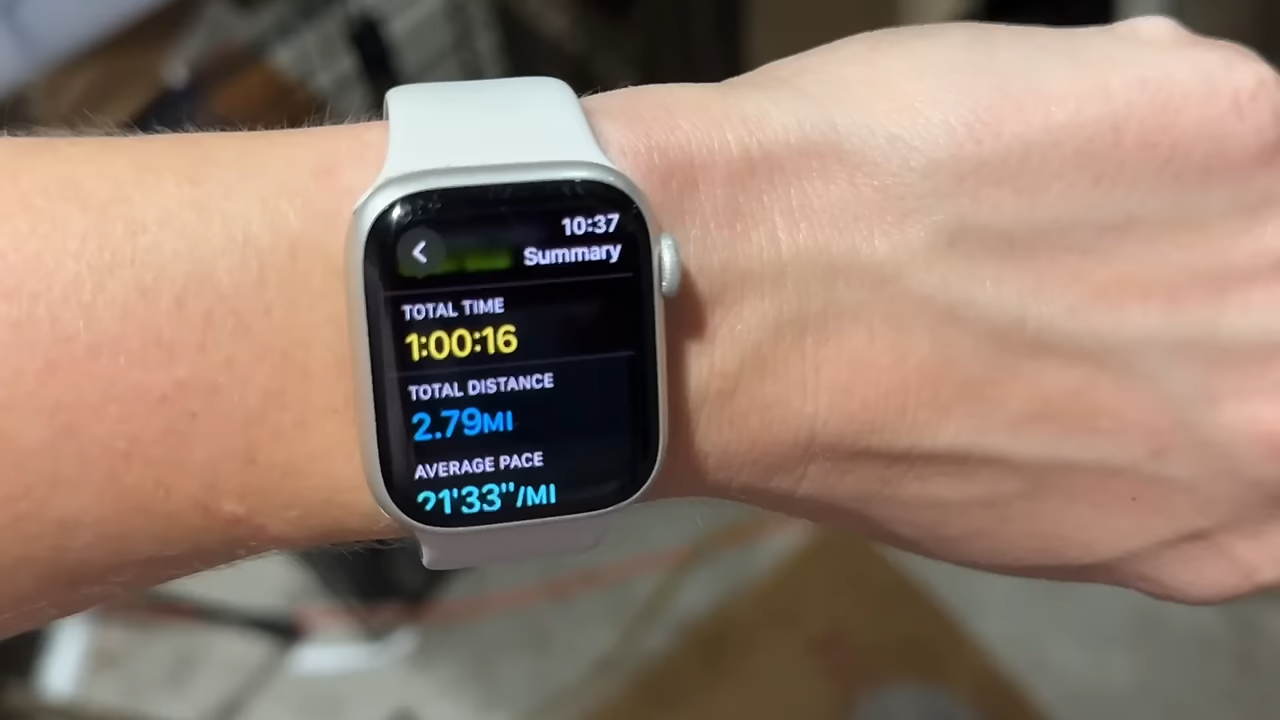 10:37
Summary
TOTAL TIME
1:00:16
TOTAL DISTANCE
2.79MI
AVERAGE PACE
21'33"/MI